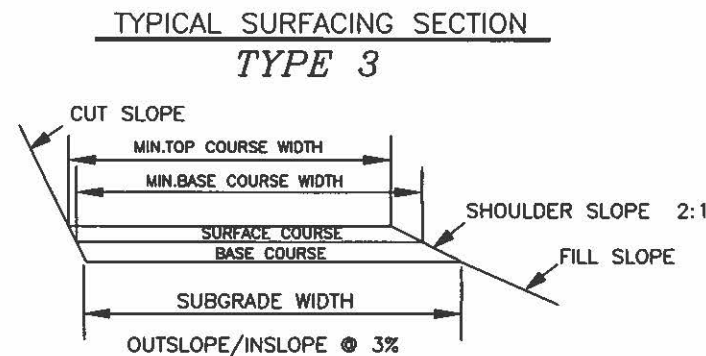 TYPICAL SURFACING SECTION
TYPE 3
CUT SLOPE
MIN.TOP COURSE WIDTH
MIN.BASE COURSE WIDTH
SHOULDER SLOPE 2:1
SURFACE COURSE
BASE COURSE
FILL SLOPE
SUBGRADE WIDTH
OUTSLOPE/INSLOPE @ 3%